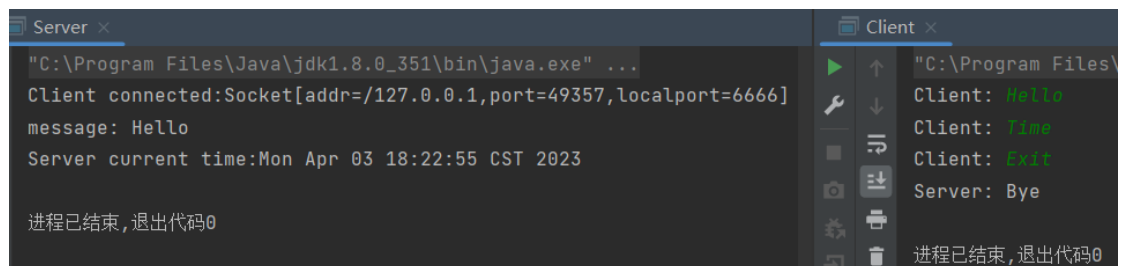 Server
"C:\Program Files\Java\jdk1.8.0_351\bin\java.exe" ...
Client connected:Socket[addr=/127.0.0.1,port=49357,localport=6666]
message: Hello
Server current time:Mon Apr 03 18:22:55 CST 2023
进程已结束,退出代码0
Client
"C:\Program Files\
Client: Hello
Client: Time
Client: Exit
Server: Bye
进程已结束,退出代码0